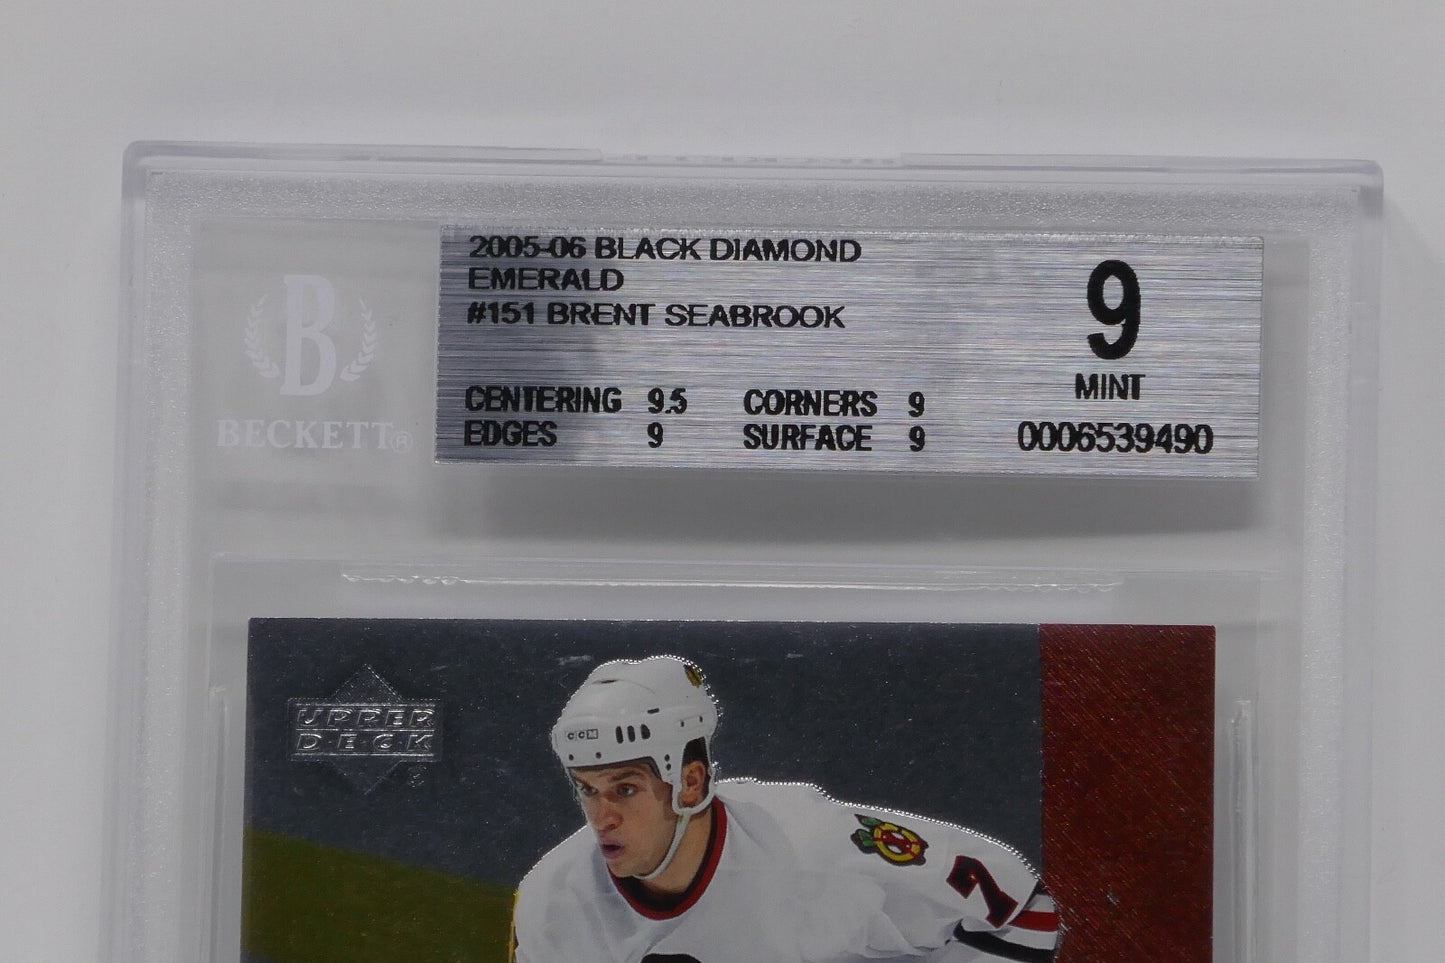 2005-06 BLACK DIAMOND
EMERALD
#151 BRENT SEABROOK
9
MINT
CENTERING 9.5 CORNERS 9
EDGES 9 SURFACE 9
0006539490
B
BECKETT®
UPPER
DECK
CCM
7